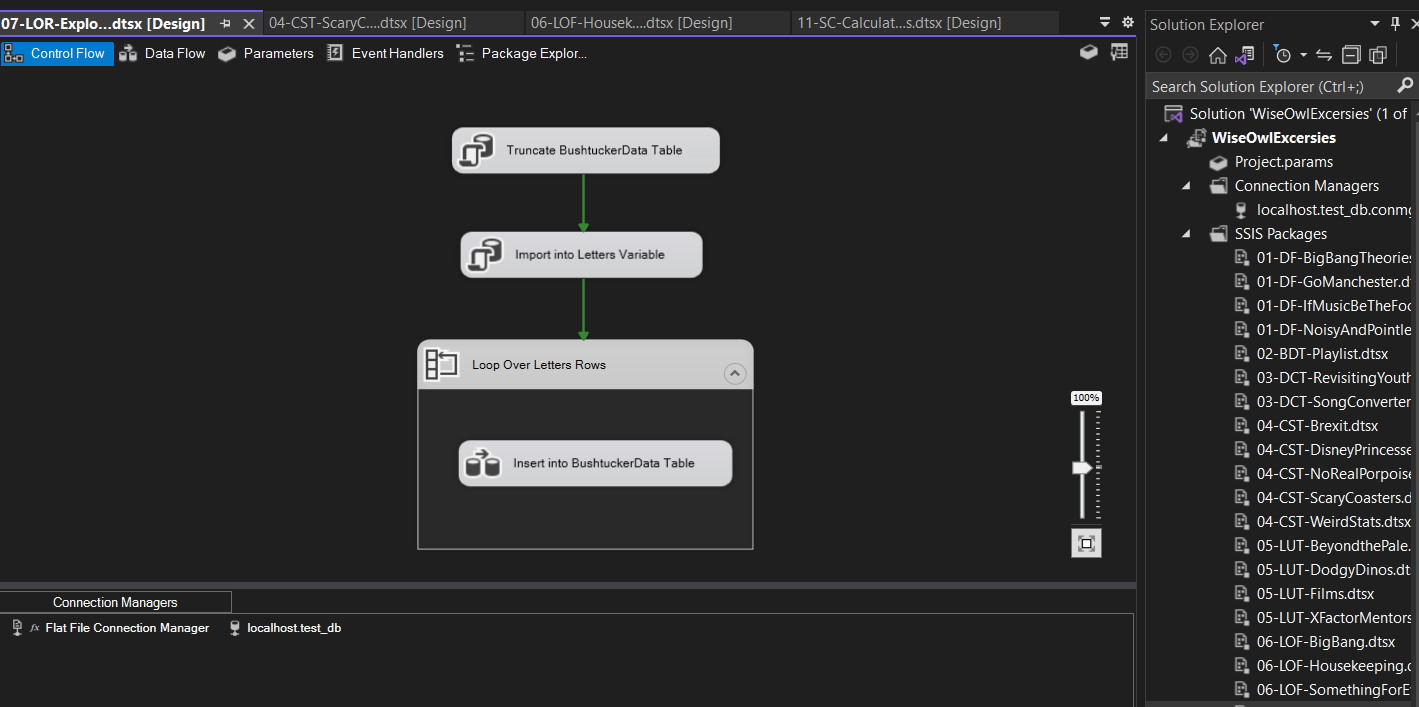 07-LOR-Explo...dtsx [Design]
04-CST-ScaryC....dtsx [Design]
06-LOF-Housek....dtsx [Design]
11-SC-Calculat...s.dtsx [Design]
Control Flow
Data Flow
Parameters
Event Handlers
Package Explor...
Truncate BushtuckerData Table
Import into Letters Variable
Loop Over Letters Rows
Insert into BushtuckerData Table
100%
Connection Managers
fx Flat File Connection Manager
localhost.test_db
Solution Explorer
Search Solution Explorer (Ctrl+;)
Solution 'WiseOwlExcersies' (1 of
WiseOwlExcersies
Project.params
Connection Managers
localhost.test_db.conmg
SSIS Packages
01-DF-BigBangTheories
01-DF-GoManchester.dt
01-DF-IfMusicBeTheFoo
01-DF-NoisyAndPointle
02-BDT-Playlist.dtsx
03-DCT-RevisitingYouth
03-DCT-SongConverter
04-CST-Brexit.dtsx
04-CST-DisneyPrincesse
04-CST-NoRealPorpoise
04-CST-ScaryCoasters.d
04-CST-WeirdStats.dtsx
05-LUT-BeyondthePale.
05-LUT-DodgyDinos.dt
05-LUT-Films.dtsx
05-LUT-XFactorMentors
06-LOF-BigBang.dtsx
06-LOF-Housekeeping.d
06-LOF-SomethingForE